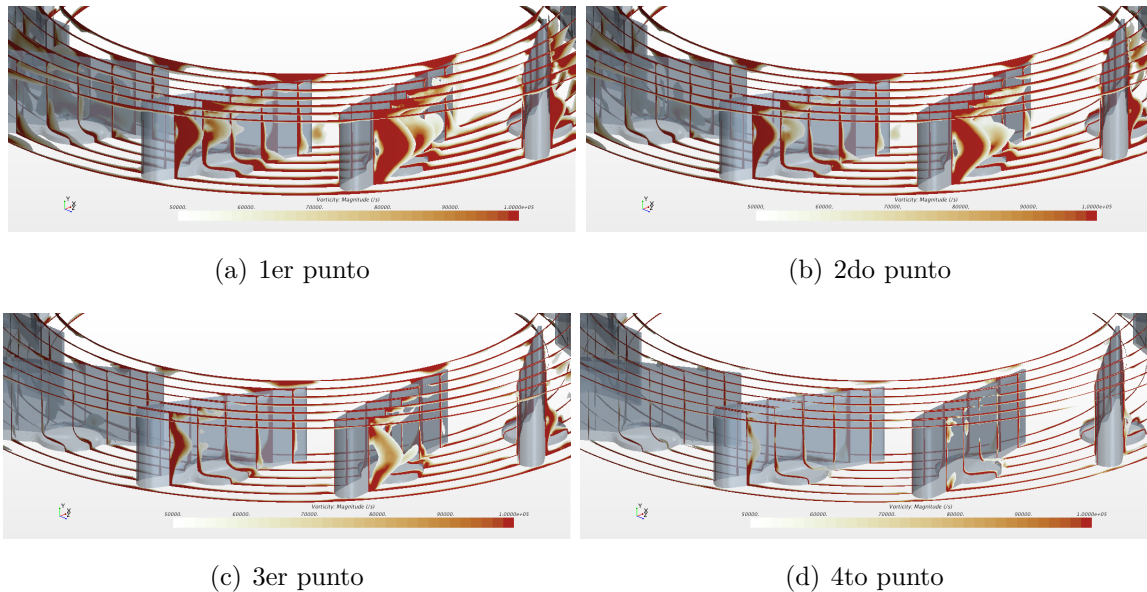 Y
X
Z
Vorticity: Magnitude (/s)
50000. 60000. 70000. 80000. 90000. 1.0000e+05
(a) 1er punto
Y
X
Z
Vorticity: Magnitude (/s)
50000. 60000. 70000. 80000. 90000. 1.0000e+05
(b) 2do punto
Y
X
Z
Vorticity: Magnitude (/s)
50000. 60000. 70000. 80000. 90000. 1.0000e+05
(c) 3er punto
Y
X
Z
Vorticity: Magnitude (/s)
50000. 60000. 70000. 80000. 90000. 1.0000e+05
(d) 4to punto